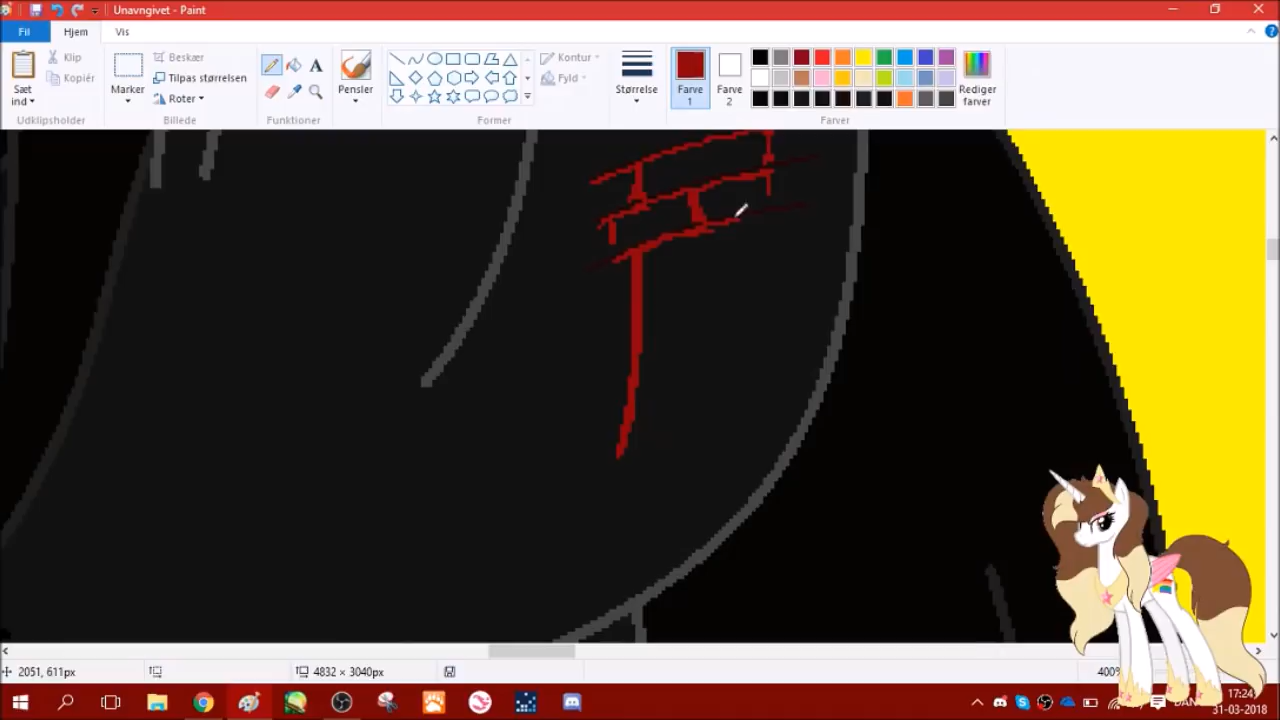 Unavngivet - Paint
Fil Hjem Vis
Sæt ind
Klip
Kopiér
Udklipsholder
Marker
Beskær
Tilpas størrelsen
Roter
Billede
A
Funktioner
Pensler
Former
Kontur
Fyld
Størrelse
Farve 1
Farve 2
Rediger farver
Farver
2051, 611px
4832 × 3040px
400%
17:24
31-03-2018